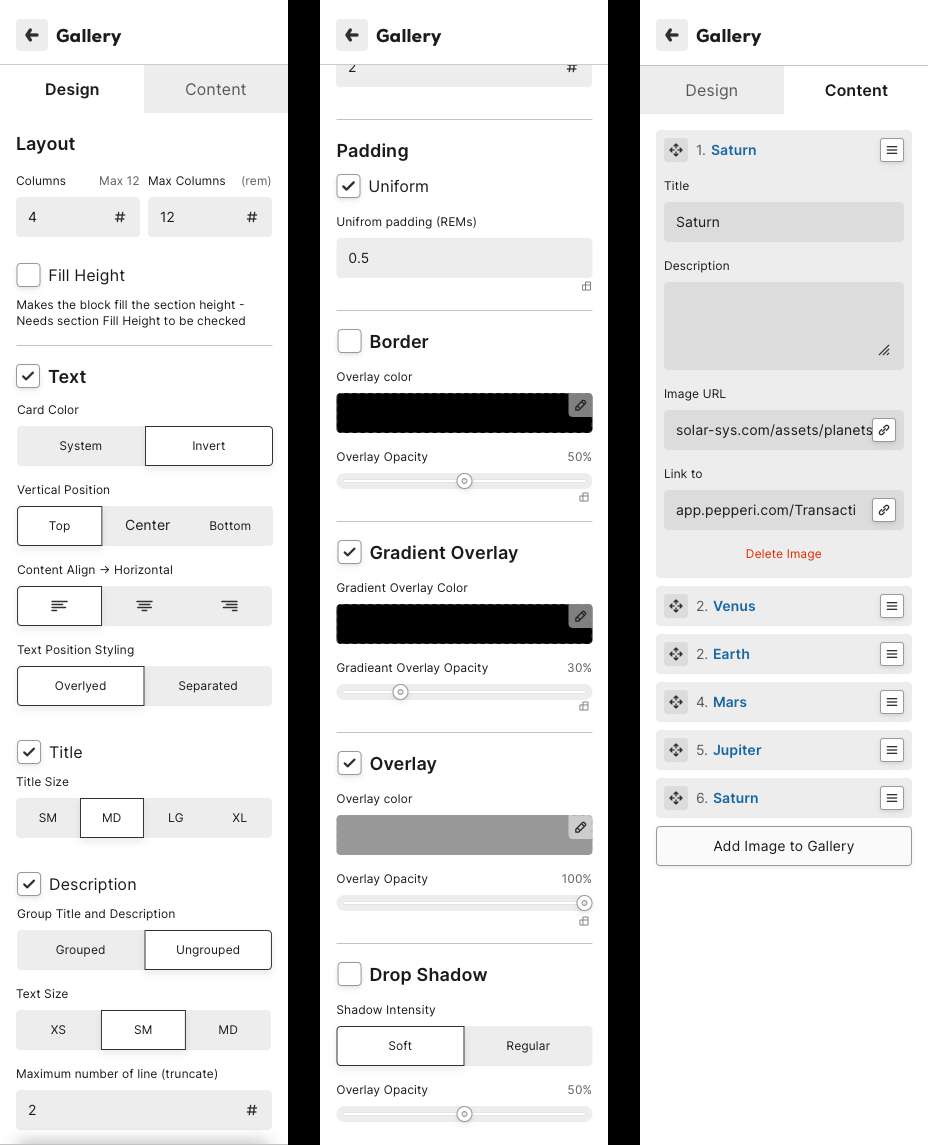 Gallery
Design Content
Layout
Columns Max 12 Max Columns (rem)
4 # 12 #
Fill Height
Makes the block fill the section height -
Needs section Fill Height to be checked
Text
Card Color
System Invert
Vertical Position
Top Center Bottom
Content Align → Horizontal
Text Position Styling
Overlyed Separated
Title
Title Size
SM MD LG XL
Description
Group Title and Description
Grouped Ungrouped
Text Size
XS SM MD
Maximum number of line (truncate)
2 #
Gallery
2 #
Padding
Uniform
Unifrom padding (REMs)
0.5
Border
Overlay color
Overlay Opacity 50%
Gradient Overlay
Gradient Overlay Color
Gradieant Overlay Opacity 30%
Overlay
Overlay color
Overlay Opacity 100%
Drop Shadow
Shadow Intensity
Soft Regular
Overlay Opacity 50%
Gallery
Design Content
1. Saturn
Title
Saturn
Description
Image URL
solar-sys.com/assets/planets
Link to
app.pepperi.com/Transacti
Delete Image
2. Venus
2. Earth
4. Mars
5. Jupiter
6. Saturn
Add Image to Gallery